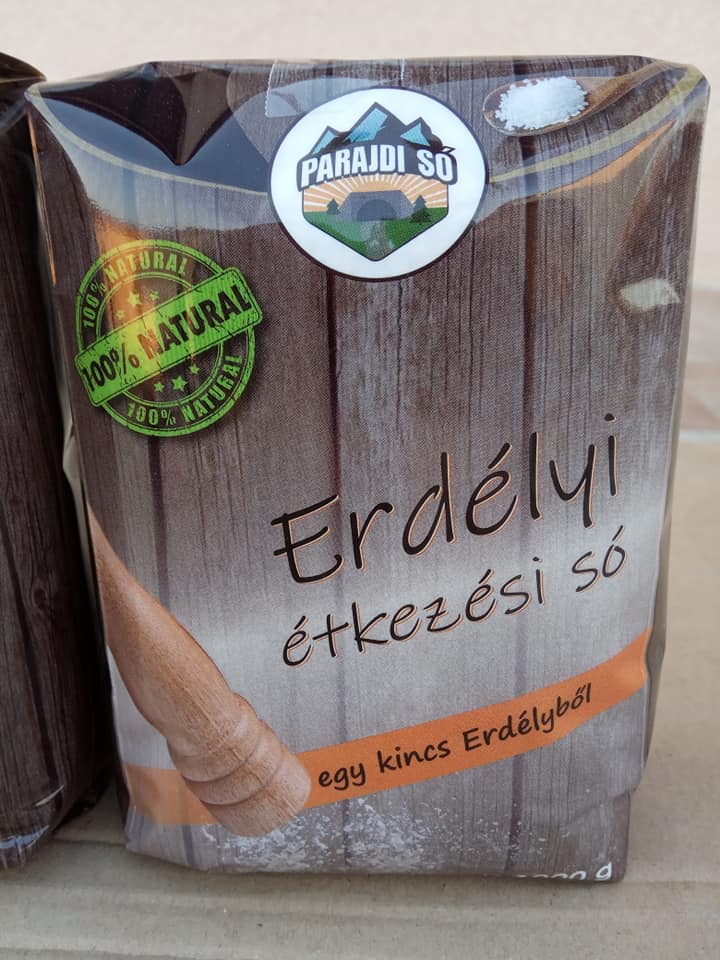 PARAJDI SÓ
100% NATURAL
100% NATURAL
100% NATURAL
Erdélyi
étkezési só
egy kincs Erdélyből
g